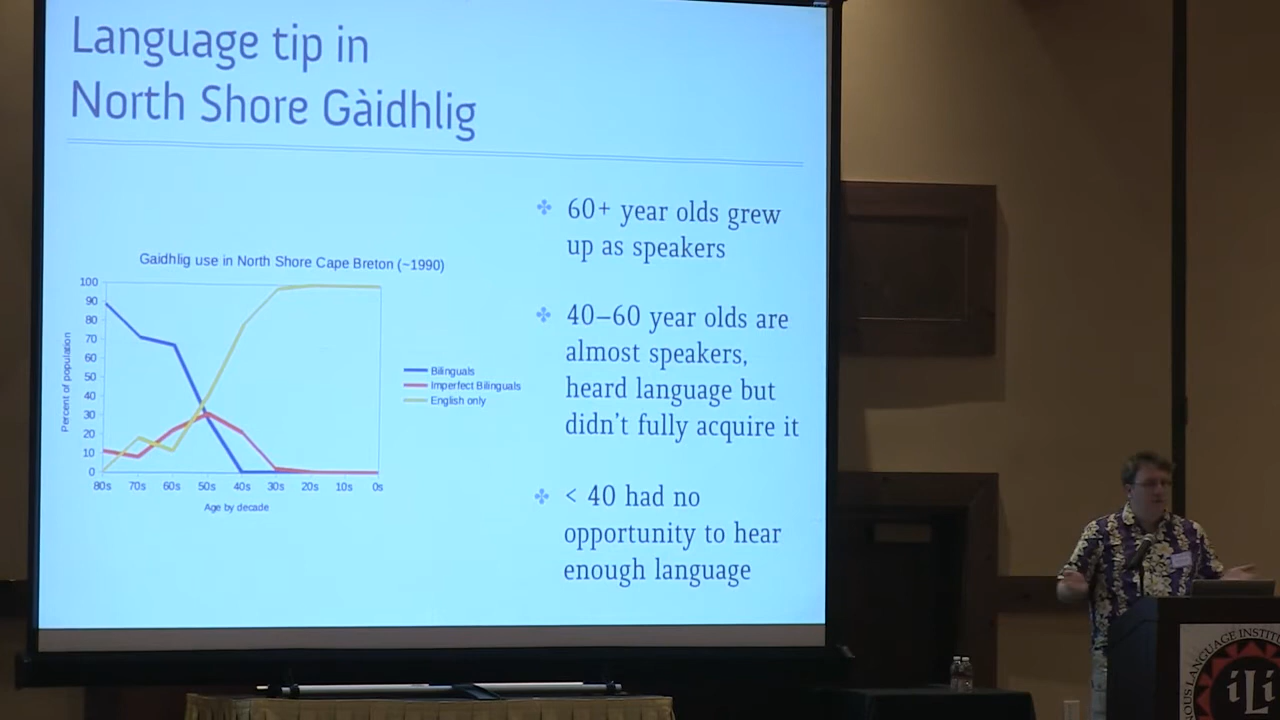 Language tip in
North Shore Gàidhlig
Gaidhlig use in North Shore Cape Breton (~1990)
Percent of population
100
90
80
70
60
50
40
30
20
10
0
80s 70s 60s 50s 40s 30s 20s 10s 0s
Age by decade
Bilinguals
Imperfect Bilinguals
English only
60+ year olds grew
up as speakers
40–60 year olds are
almost speakers,
heard language but
didn't fully acquire it
< 40 had no
opportunity to hear
enough language
OUS LANGUAGE INSTIT
iLi